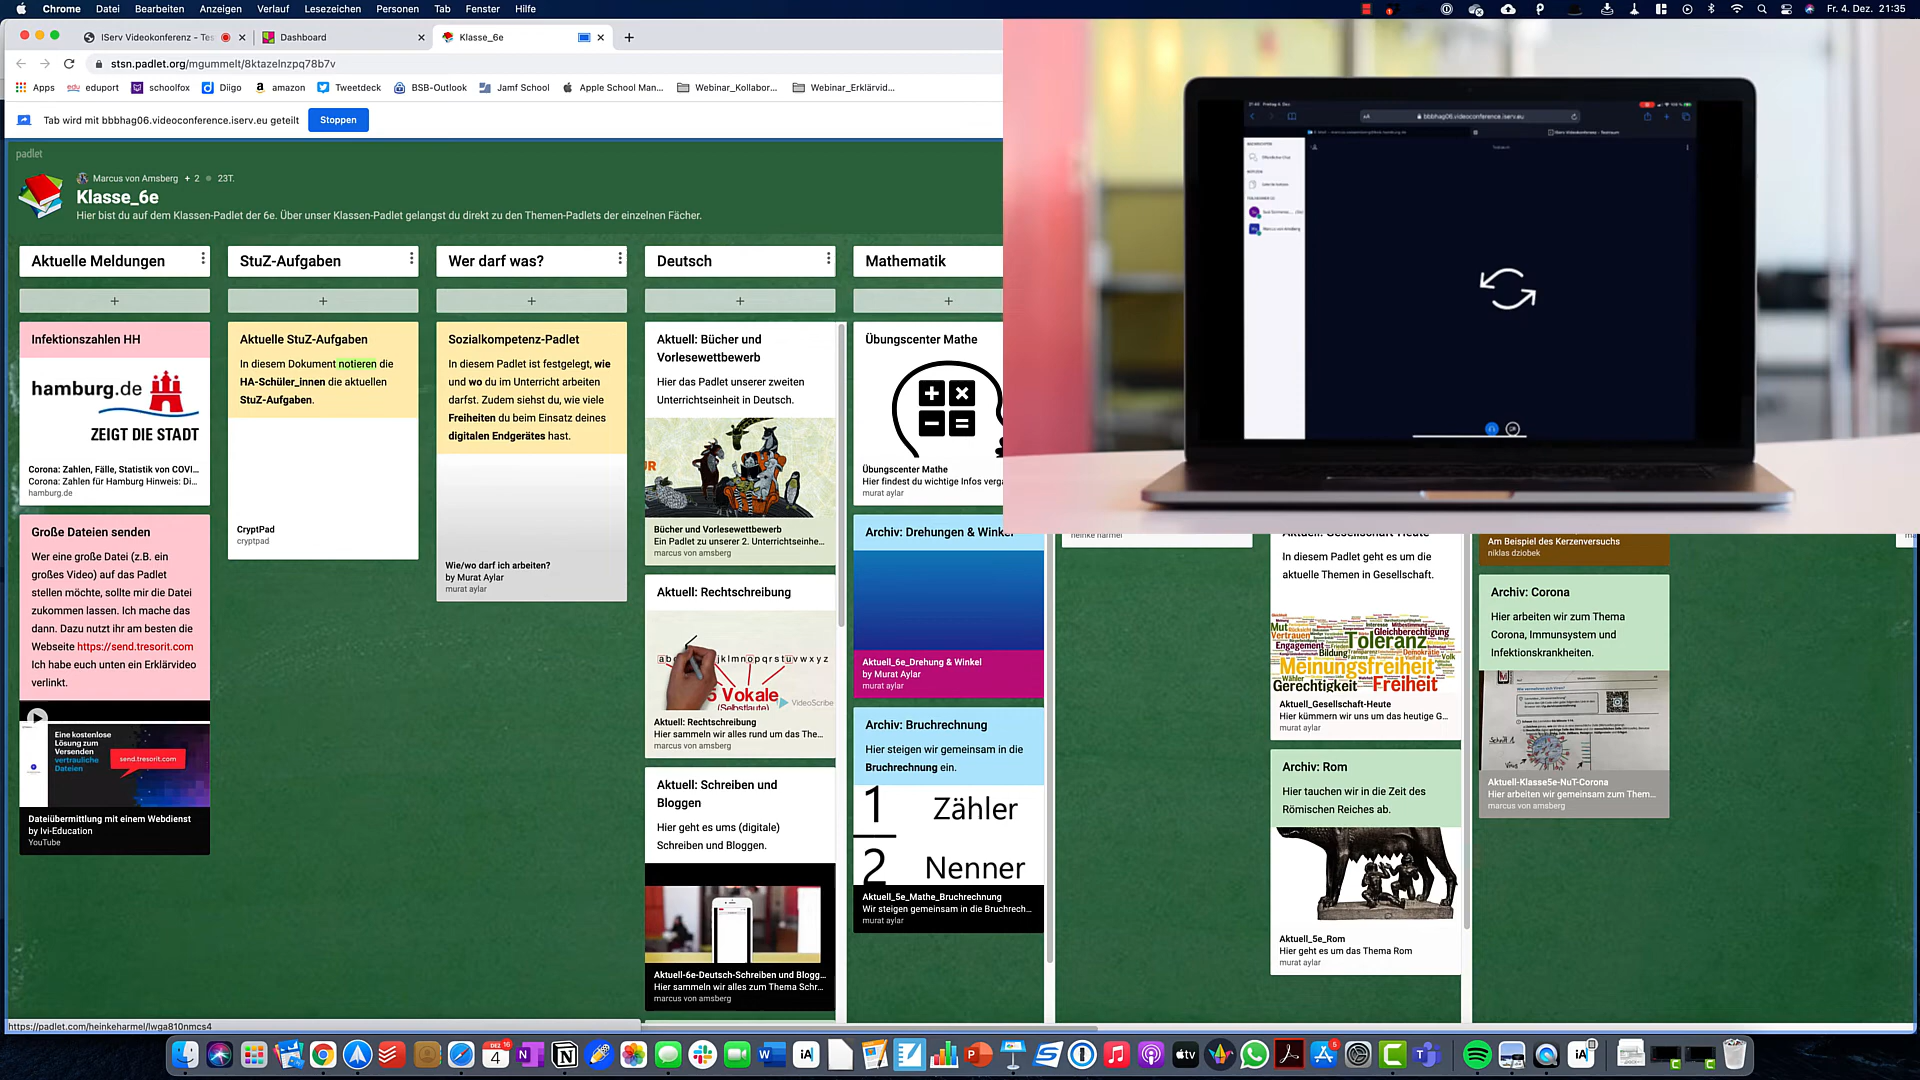 Chrome Datei Bearbeiten Anzeigen Verlauf Lesezeichen Personen Tab Fenster Hilfe
Fr. 4. Dez. 21:35
IServ Videokonferenz - Tes
Dashboard
Klasse_6e
stsn.padlet.org/mgummelt/8ktazelnzpq78b7v
Apps eduport schoolfox Diigo amazon Tweetdeck BSB-Outlook Jamf School Apple School Man... Webinar_Kollabor... Webinar_Erklärvid...
Tab wird mit bbbhag06.videoconference.iserv.eu geteilt
Stoppen
padlet
Marcus von Amsberg + 2 23T.
Klasse_6e
Hier bist du auf dem Klassen-Padlet der 6e. Über unser Klassen-Padlet gelangst du direkt zu den Themen-Padlets der einzelnen Fächer.
Aktuelle Meldungen
Infektionszahlen HH
hamburg.de
ZEIGT DIE STADT
Corona: Zahlen, Fälle, Statistik von COVI...
Corona: Zahlen für Hamburg Hinweis: Di...
hamburg.de
Große Dateien senden
Wer eine große Datei (z.B. ein
großes Video) auf das Padlet
stellen möchte, sollte mir die Datei
zukommen lassen. Ich mache das
dann. Dazu nutzt ihr am besten die
Webseite https://send.tresorit.com
Ich habe euch unten ein Erklärvideo
verlinkt.
Eine kostenlose
Lösung zum
Versenden
vertrauliche
Dateien
send.tresorit.com
Dateiübermittlung mit einem Webdienst
by Ivi-Education
YouTube
StuZ-Aufgaben
Aktuelle StuZ-Aufgaben
In diesem Dokument notieren die
HA-Schüler_innen die aktuellen
StuZ-Aufgaben.
CryptPad
cryptpad
Wer darf was?
Sozialkompetenz-Padlet
In diesem Padlet ist festgelegt, wie
und wo du im Unterricht arbeiten
darfst. Zudem siehst du, wie viele
Freiheiten du beim Einsatz deines
digitalen Endgerätes hast.
Wie/wo darf ich arbeiten?
by Murat Aylar
murat aylar
Deutsch
Aktuell: Bücher und
Vorlesewettbewerb
Hier das Padlet unserer zweiten
Unterrichtseinheit in Deutsch.
Bücher und Vorlesewettbewerb
Ein Padlet zu unserer 2. Unterrichtseinhe...
marcus von amsberg
Aktuell: Rechtschreibung
jklmnopqrstuvwxyz
5 Vokale
(Selbstlaute)
VideoScribe
Aktuell: Rechtschreibung
Hier sammeln wir alles rund um das The...
marcus von amsberg
Aktuell: Schreiben und
Bloggen
Hier geht es ums (digitale)
Schreiben und Bloggen.
Aktuell-6e-Deutsch-Schreiben und Blogg...
Hier sammeln wir alles zum Thema Schr...
marcus von amsberg
Mathematik
Übungscenter Mathe
Übungscenter Mathe
Hier findest du wichtige Infos verga
murat aylar
Archiv: Drehungen & Winkel
Aktuell_6e_Drehung & Winkel
by Murat Aylar
murat aylar
Archiv: Bruchrechnung
Hier steigen wir gemeinsam in die
Bruchrechnung ein.
1 Zähler
2 Nenner
Aktuell_5e_Mathe_Bruchrechnung
Wir steigen gemeinsam in die Bruchrech...
murat aylar
bbbhag06.videoconference.iserv.eu
heinke harmel
Aktuell: Gesellschaft-Heute
In diesem Padlet geht es um die
aktuelle Themen in Gesellschaft.
Mut
Vertrauen
Engagement
Toleranz
Gleichberechtigung
Bildung
Meinungsfreiheit
Gerechtigkeit
Freiheit
Aktuell_Gesellschaft-Heute
Hier kümmern wir uns um das heutige G...
murat aylar
Archiv: Rom
Hier tauchen wir in die Zeit des
Römischen Reiches ab.
Aktuell_5e_Rom
Hier geht es um das Thema Rom
murat aylar
Am Beispiel des Kerzenversuchs
niklas dziobek
Archiv: Corona
Hier arbeiten wir zum Thema
Corona, Immunsystem und
Infektionskrankheiten.
Aktuell-Klasse5e-NuT-Corona
Hier arbeiten wir gemeinsam zum Them...
marcus von amsberg
https://padlet.com/heinkeharmel/lwga810nmcs4